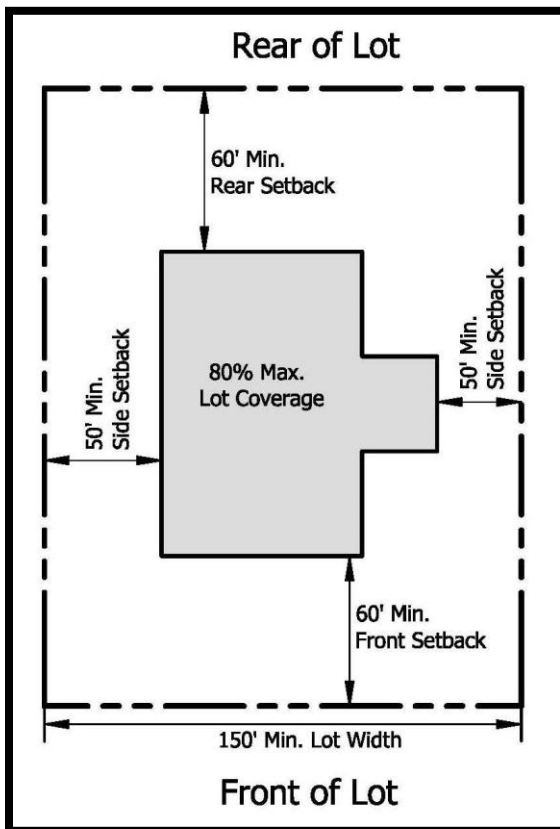 Rear of Lot
60' Min.
Rear Setback
50' Min.
Side Setback
80% Max.
Lot Coverage
50' Min.
Side Setback
60' Min.
Front Setback
150' Min. Lot Width
Front of Lot